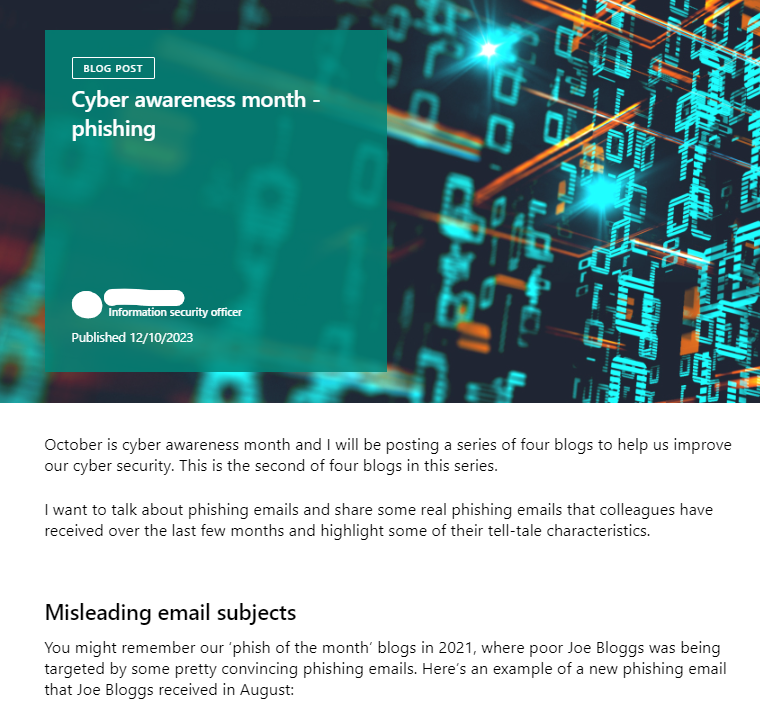 BLOG POST
Cyber awareness month -
phishing
Information security officer
Published 12/10/2023
October is cyber awareness month and I will be posting a series of four blogs to help us improve
our cyber security. This is the second of four blogs in this series.
I want to talk about phishing emails and share some real phishing emails that colleagues have
received over the last few months and highlight some of their tell-tale characteristics.
Misleading email subjects
You might remember our ‘phish of the month’ blogs in 2021, where poor Joe Bloggs was being
targeted by some pretty convincing phishing emails. Here’s an example of a new phishing email
that Joe Bloggs received in August: